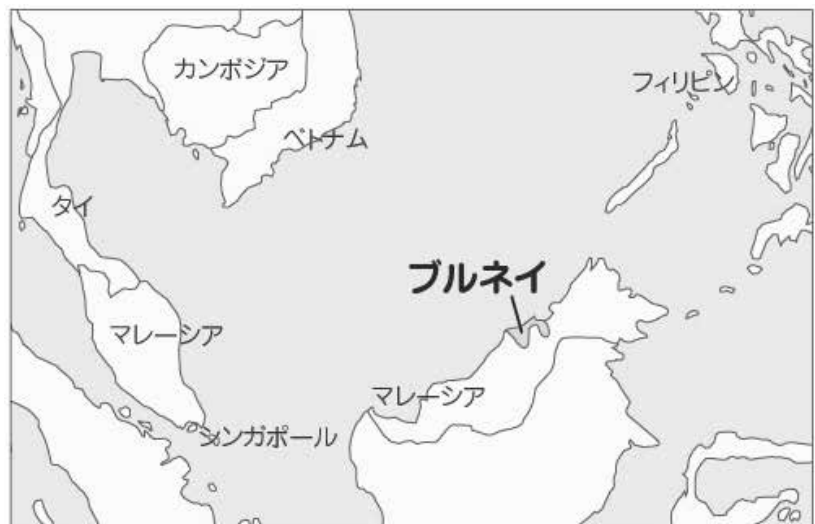 カンボジア
フィリピン
ベトナム
タイ
ブルネイ
マレーシア
マレーシア
シンガポール